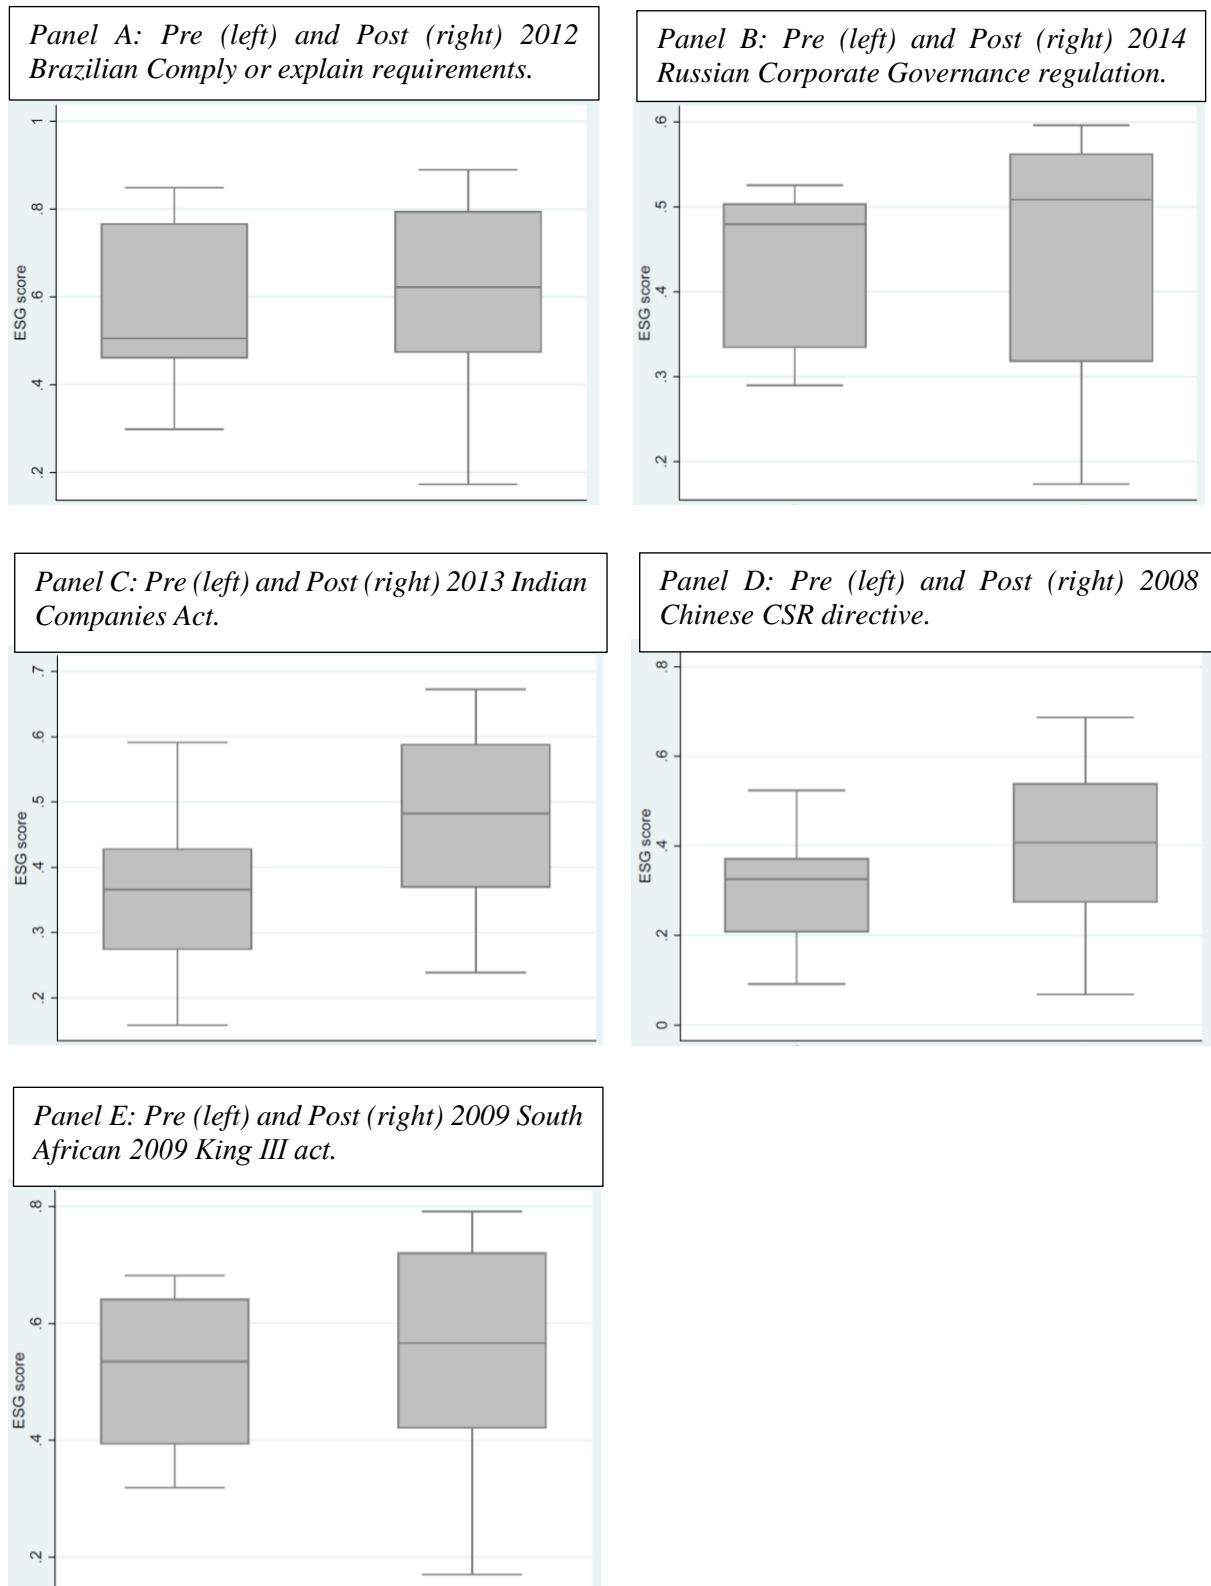 Panel A: Pre (left) and Post (right) 2012
Brazilian Comply or explain requirements.
ESG score
1
.8
.6
.4
.2
Panel B: Pre (left) and Post (right) 2014
Russian Corporate Governance regulation.
ESG score
.6
.5
.4
.3
.2
Panel C: Pre (left) and Post (right) 2013 Indian
Companies Act.
ESG score
.7
.6
.5
.4
.3
.2
Panel D: Pre (left) and Post (right) 2008
Chinese CSR directive.
ESG score
.8
.6
.4
.2
0
Panel E: Pre (left) and Post (right) 2009 South
African 2009 King III act.
ESG score
.8
.6
.4
.2